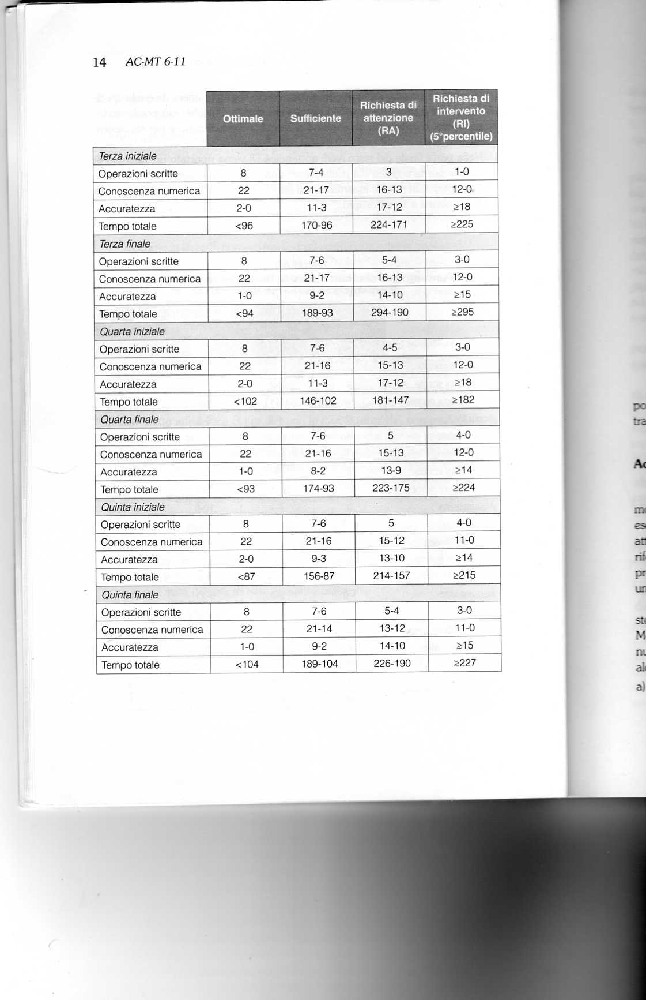 14 AC-MT 6-11
Ottimale Sufficiente Richiesta di attenzione (RA) Richiesta di intervento (RI) (5°percentile)
Terza iniziale
Operazioni scritte 8 7-4 3 1-0
Conoscenza numerica 22 21-17 16-13 12-0
Accuratezza 2-0 11-3 17-12 ≥18
Tempo totale <96 170-96 224-171 ≥225
Terza finale
Operazioni scritte 8 7-6 5-4 3-0
Conoscenza numerica 22 21-17 16-13 12-0
Accuratezza 1-0 9-2 14-10 ≥15
Tempo totale <94 189-93 294-190 ≥295
Quarta iniziale
Operazioni scritte 8 7-6 4-5 3-0
Conoscenza numerica 22 21-16 15-13 12-0
Accuratezza 2-0 11-3 17-12 ≥18
Tempo totale <102 146-102 181-147 ≥182
Quarta finale
Operazioni scritte 8 7-6 5 4-0
Conoscenza numerica 22 21-16 15-13 12-0
Accuratezza 1-0 8-2 13-9 ≥14
Tempo totale <93 174-93 223-175 ≥224
Quinta iniziale
Operazioni scritte 8 7-6 5 4-0
Conoscenza numerica 22 21-16 15-12 11-0
Accuratezza 2-0 9-3 13-10 ≥14
Tempo totale <87 156-87 214-157 ≥215
Quinta finale
Operazioni scritte 8 7-6 5-4 3-0
Conoscenza numerica 22 21-14 13-12 11-0
Accuratezza 1-0 9-2 14-10 ≥15
Tempo totale <104 189-104 226-190 ≥227
po
tra